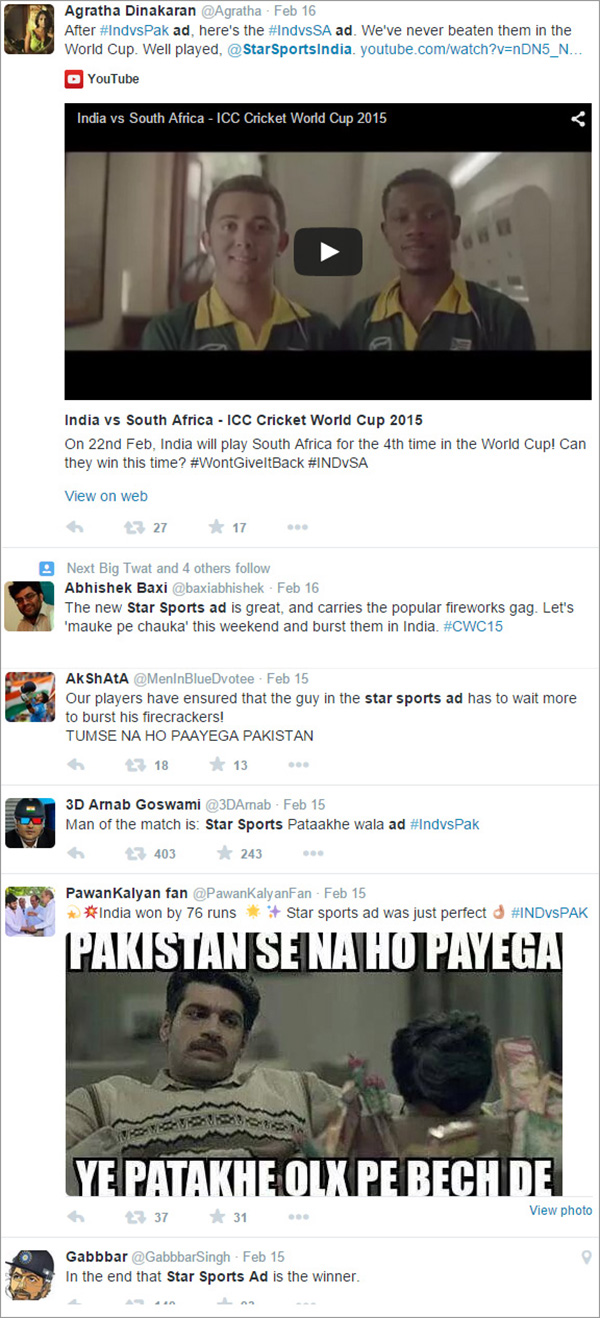 Agratha Dinakaran @Agratha · Feb 16
After #IndvsPak ad, here's the #IndvsSA ad. We've never beaten them in the
World Cup. Well played, @StarSportsIndia. youtube.com/watch?v=nDN5_N...
YouTube
India vs South Africa - ICC Cricket World Cup 2015
India vs South Africa - ICC Cricket World Cup 2015
On 22nd Feb, India will play South Africa for the 4th time in the World Cup! Can
they win this time? #WontGiveItBack #INDvSA
View on web
27 17
Next Big Twat and 4 others follow
Abhishek Baxi @baxiabhishek · Feb 16
The new Star Sports ad is great, and carries the popular fireworks gag. Let's
'mauke pe chauka' this weekend and burst them in India. #CWC15
AkShAtA @MenInBlueDvotee · Feb 15
Our players have ensured that the guy in the star sports ad has to wait more
to burst his firecrackers!
TUMSE NA HO PAAYEGA PAKISTAN
18 13
3D Arnab Goswami @3DArnab · Feb 15
Man of the match is: Star Sports Pataakhe wala ad #IndvsPak
403 243
PawanKalyan fan @PawanKalyanFan · Feb 15
💫💥India won by 76 runs 🌟 ✨ Star sports ad was just perfect 👌 #INDvsPAK
PAKISTAN SE NA HO PAYEGA
YE PATAKHE OLX PE BECH DE
37 31
View photo
Gabbbar @GabbbarSingh · Feb 15
In the end that Star Sports Ad is the winner.